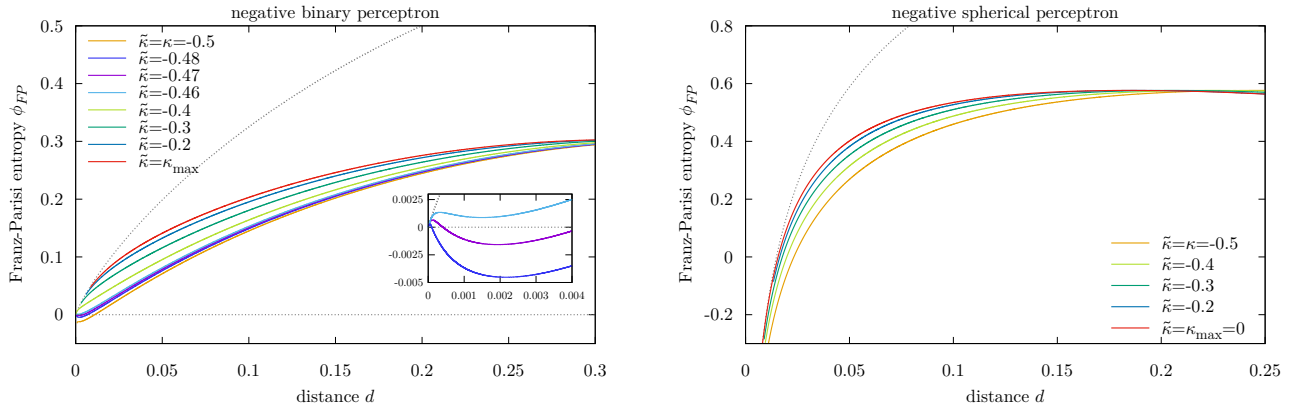 negative binary perceptron
Franz-Parisi entropy ϕ_FP
0.5
0.4
0.3
0.2
0.1
0
κ̃=κ=-0.5
κ̃=-0.48
κ̃=-0.47
κ̃=-0.46
κ̃=-0.4
κ̃=-0.3
κ̃=-0.2
κ̃=κ_max
0.0025
0
-0.0025
-0.005
0 0.001 0.002 0.003 0.004
0 0.05 0.1 0.15 0.2 0.25 0.3
distance d
negative spherical perceptron
Franz-Parisi entropy ϕ_FP
0.8
0.6
0.4
0.2
0
-0.2
κ̃=κ=-0.5
κ̃=-0.4
κ̃=-0.3
κ̃=-0.2
κ̃=κ_max=0
0 0.05 0.1 0.15 0.2 0.25
distance d